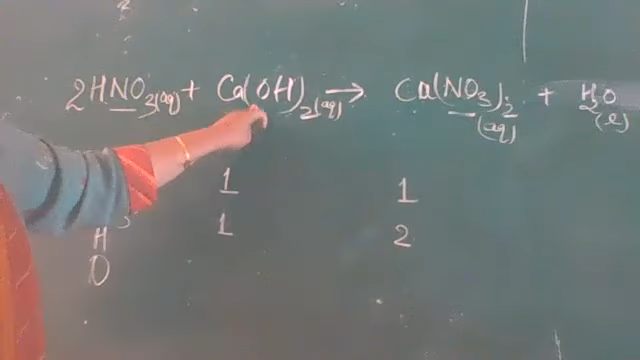 2HNO3(aq) + Ca(OH)2(aq) → Ca(NO3)2 (aq) + H2O (l)
1 1
1 2
H
O